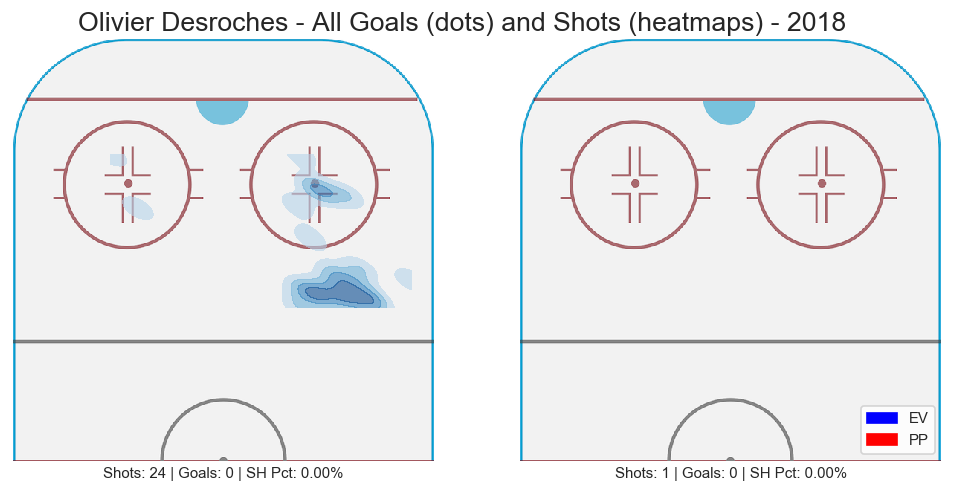 Olivier Desroches - All Goals (dots) and Shots (heatmaps) - 2018
EV
PP
Shots: 24 | Goals: 0 | SH Pct: 0.00%
Shots: 1 | Goals: 0 | SH Pct: 0.00%